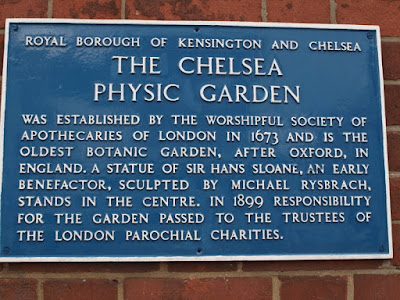 ROYAL BOROUGH OF KENSINGTON AND CHELSEA
THE CHELSEA
PHYSIC GARDEN
WAS ESTABLISHED BY THE WORSHIPFUL SOCIETY OF
APOTHECARIES OF LONDON IN 1673 AND IS THE
OLDEST BOTANIC GARDEN, AFTER OXFORD, IN
ENGLAND. A STATUE OF SIR HANS SLOANE, AN EARLY
BENEFACTOR, SCULPTED BY MICHAEL RYSBRACH,
STANDS IN THE CENTRE. IN 1899 RESPONSIBILITY
FOR THE GARDEN PASSED TO THE TRUSTEES OF
THE LONDON PAROCHIAL CHARITIES.